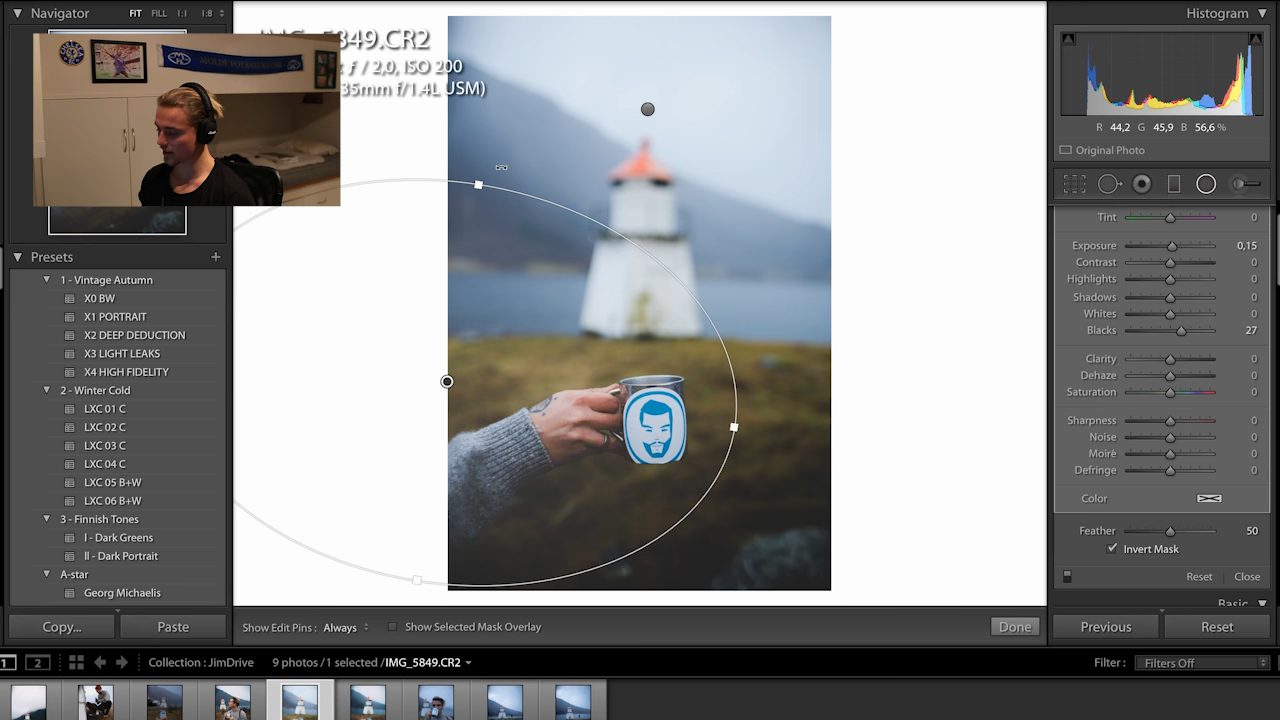 Navigator FIT FILL 1:1 1:8
Histogram
5849.CR2
f / 2,0, ISO 200
35mm f/1.4L USM)
R 44,2 G 45,9 B 56,6 %
Original Photo
Tint 0
Exposure 0,15
Contrast 0
Highlights 0
Shadows 0
Whites 0
Blacks 27
Clarity 0
Dehaze 0
Saturation 0
Sharpness 0
Noise 0
Moiré 0
Defringe 0
Color
Feather 50
Invert Mask
Reset Close
Basic
Previous Reset
Presets +
1 - Vintage Autumn
X0 BW
X1 PORTRAIT
X2 DEEP DEDUCTION
X3 LIGHT LEAKS
X4 HIGH FIDELITY
2 - Winter Cold
LXC 01 C
LXC 02 C
LXC 03 C
LXC 04 C
LXC 05 B+W
LXC 06 B+W
3 - Finnish Tones
I - Dark Greens
II - Dark Portrait
A-star
Georg Michaelis
Copy... Paste
Show Edit Pins : Always Show Selected Mask Overlay Done
1 2 Collection : JimDrive 9 photos / 1 selected / IMG_5849.CR2 Filter : Filters Off